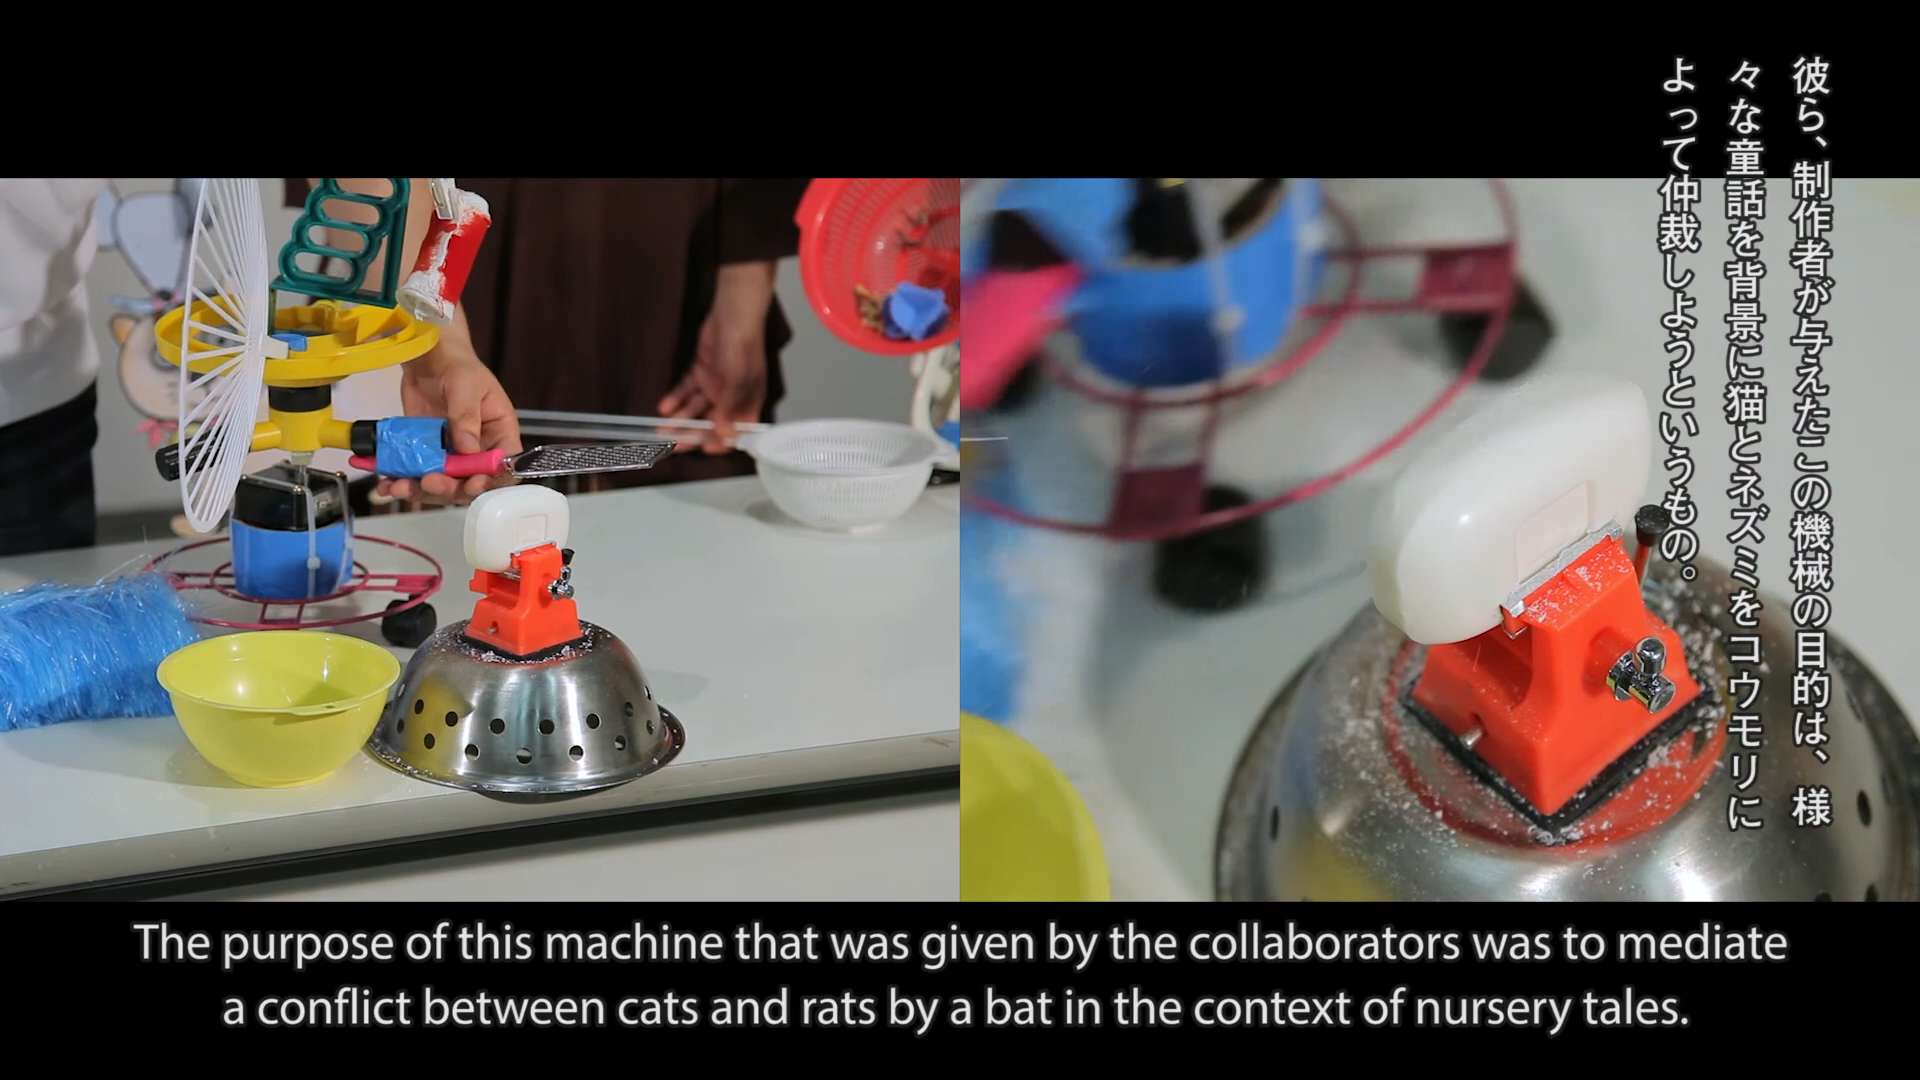 彼ら、制作者が与えたこの機械の目的は、様
々な童話を背景に猫とネズミをコウモリに
よって仲裁しようというもの。
The purpose of this machine that was given by the collaborators was to mediate
a conflict between cats and rats by a bat in the context of nursery tales.